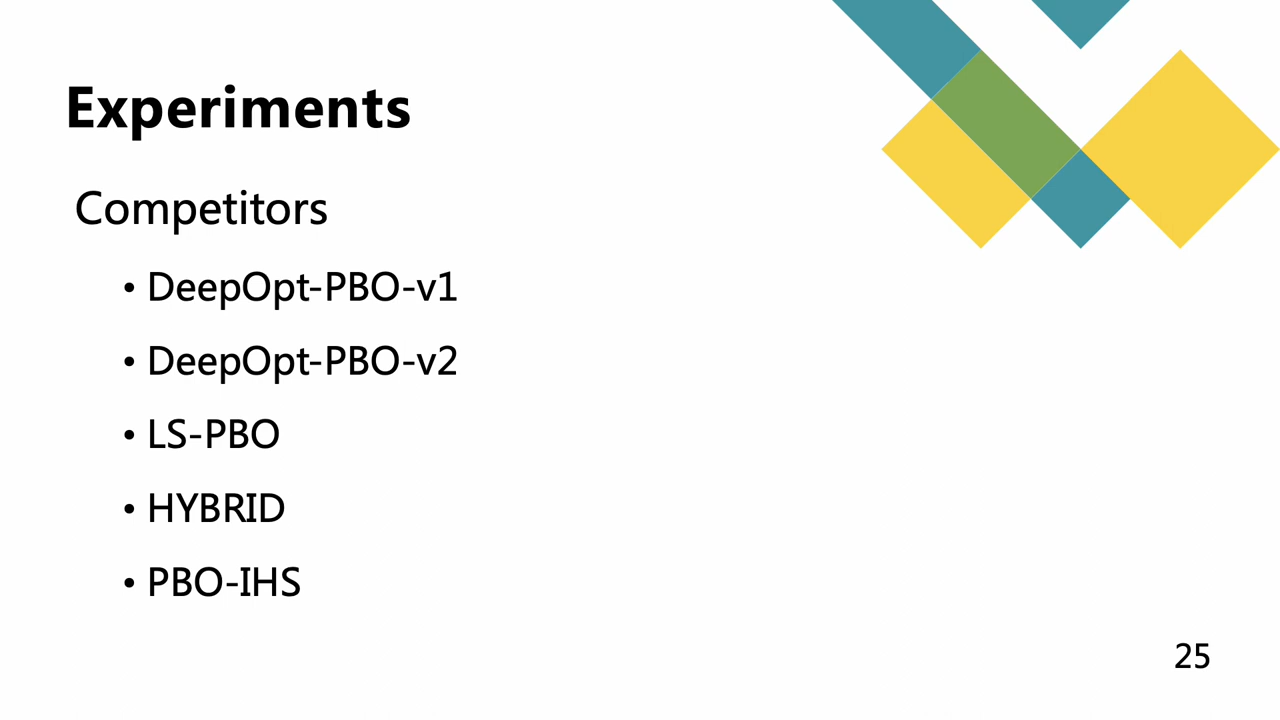 Experiments
Competitors
• DeepOpt-PBO-v1
• DeepOpt-PBO-v2
• LS-PBO
• HYBRID
• PBO-IHS
25